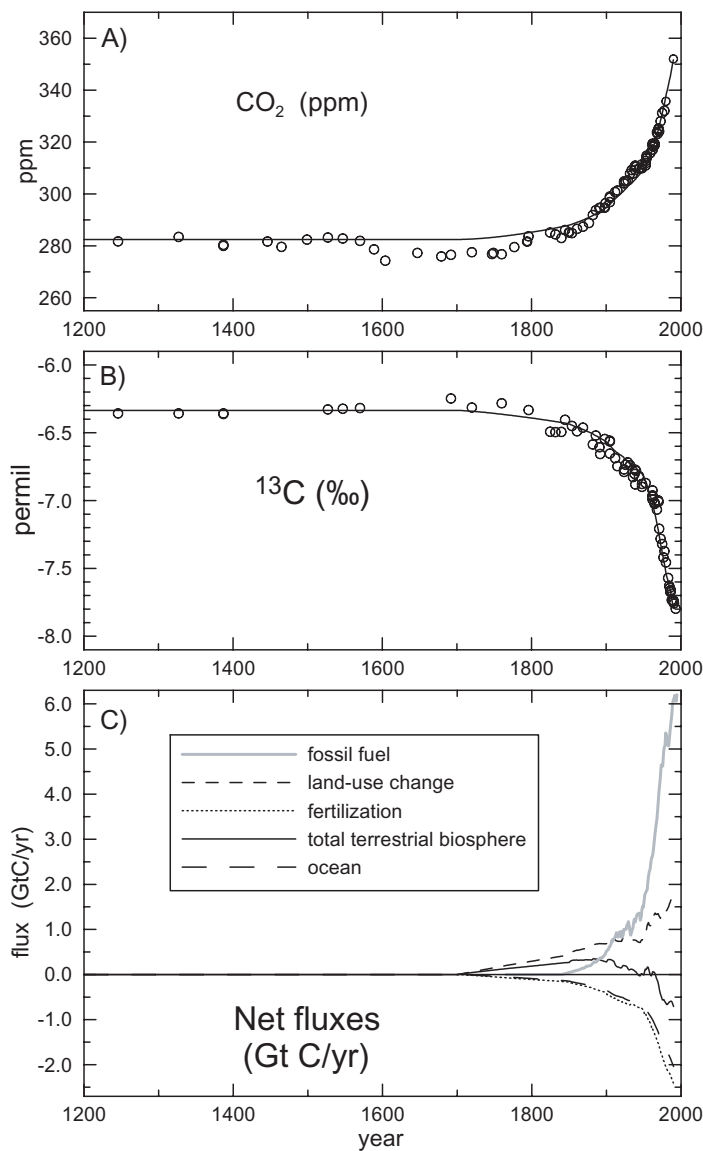 A)
CO₂ (ppm)
ppm
360
340
320
300
280
260
1200 1400 1600 1800 2000
B)
¹³C (‰)
permil
-6.0
-6.5
-7.0
-7.5
-8.0
1200 1400 1600 1800 2000
C)
fossil fuel
land-use change
fertilization
total terrestrial biosphere
ocean
flux (GtC/yr)
6.0
5.0
4.0
3.0
2.0
1.0
0.0
-1.0
-2.0
Net fluxes
(Gt C/yr)
1200 1400 1600 1800 2000
year